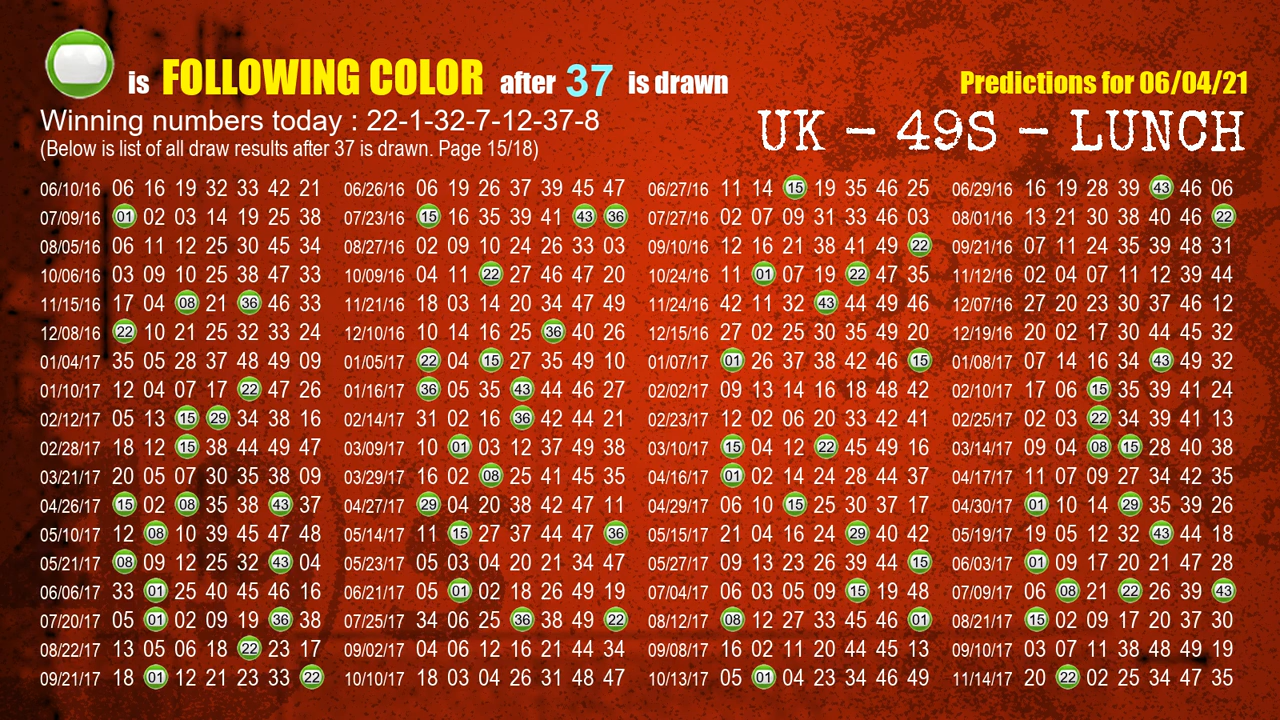 is FOLLOWING COLOR after 37 is drawn
Predictions for 06/04/21
Winning numbers today : 22-1-32-7-12-37-8
UK - 49S - LUNCH
(Below is list of all draw results after 37 is drawn. Page 15/18)
06/10/16 06 16 19 32 33 42 21 06/26/16 06 19 26 37 39 45 47 06/27/16 11 14 15 19 35 46 25 06/29/16 16 19 28 39 43 46 06
07/09/16 01 02 03 14 19 25 38 07/23/16 15 16 35 39 41 43 36 07/27/16 02 07 09 31 33 46 03 08/01/16 13 21 30 38 40 46 22
08/05/16 06 11 12 25 30 45 34 08/27/16 02 09 10 24 26 33 03 09/10/16 12 16 21 38 41 49 22 09/21/16 07 11 24 35 39 48 31
10/06/16 03 09 10 25 38 47 33 10/09/16 04 11 22 27 46 47 20 10/24/16 11 01 07 19 22 47 35 11/12/16 02 04 07 11 12 39 44
11/15/16 17 04 08 21 36 46 33 11/21/16 18 03 14 20 34 47 49 11/24/16 42 11 32 43 44 49 46 12/07/16 27 20 23 30 37 46 12
12/08/16 22 10 21 25 32 33 24 12/10/16 10 14 16 25 36 40 26 12/15/16 27 02 25 30 35 49 20 12/19/16 20 02 17 30 44 45 32
01/04/17 35 05 28 37 48 49 09 01/05/17 22 04 15 27 35 49 10 01/07/17 01 26 37 38 42 46 15 01/08/17 07 14 16 34 43 49 32
01/10/17 12 04 07 17 22 47 26 01/16/17 36 05 35 43 44 46 27 02/02/17 09 13 14 16 18 48 42 02/10/17 17 06 15 35 39 41 24
02/12/17 05 13 15 29 34 38 16 02/14/17 31 02 16 36 42 44 21 02/23/17 12 02 06 20 33 42 41 02/25/17 02 03 22 34 39 41 13
02/28/17 18 12 15 38 44 49 47 03/09/17 10 01 03 12 37 49 38 03/10/17 15 04 12 22 45 49 16 03/14/17 09 04 08 15 28 40 38
03/21/17 20 05 07 30 35 38 09 03/29/17 16 02 08 25 41 45 35 04/16/17 01 02 14 24 28 44 37 04/17/17 11 07 09 27 34 42 35
04/26/17 15 02 08 35 38 43 37 04/27/17 29 04 20 38 42 47 11 04/29/17 06 10 15 25 30 37 17 04/30/17 01 10 14 29 35 39 26
05/10/17 12 08 10 39 45 47 48 05/14/17 11 15 27 37 44 47 36 05/15/17 21 04 16 24 29 40 42 05/19/17 19 05 12 32 43 44 18
05/21/17 08 09 12 25 32 43 04 05/23/17 05 03 04 20 21 34 47 05/27/17 09 13 23 26 39 44 15 06/03/17 01 09 17 20 21 47 28
06/06/17 33 01 25 40 45 46 16 06/21/17 05 01 02 18 26 49 19 07/04/17 06 03 05 09 15 19 48 07/09/17 06 08 21 22 26 39 43
07/20/17 05 01 02 09 19 36 38 07/25/17 34 06 25 36 38 49 22 08/12/17 08 12 07 33 45 46 01 08/21/17 15 02 09 17 20 37 30
08/22/17 13 05 06 18 22 23 17 09/02/17 04 06 12 16 21 44 34 09/08/17 16 02 14 20 44 45 13 09/10/17 03 07 11 38 48 49 19
09/21/17 18 01 12 21 23 33 22 10/10/17 18 03 04 26 31 48 47 10/13/17 05 01 04 23 34 46 49 11/14/17 20 22 02 25 34 47 35